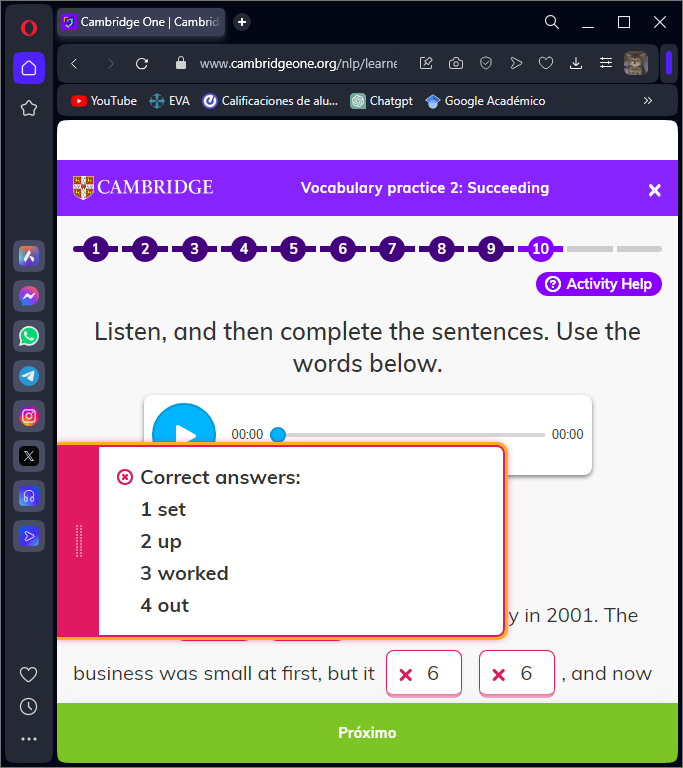 Cambridge One | Cambrid
www.cambridgeone.org/nlp/learne
YouTube
EVA
Calificaciones de alu...
Chatgpt
Google Académico
CAMBRIDGE
Vocabulary practice 2: Succeeding
1 2 3 4 5 6 7 8 9 10
Activity Help
Listen, and then complete the sentences. Use the
words below.
00:00
00:00
Correct answers:
1 set
2 up
3 worked
4 out
y in 2001. The
business was small at first, but it 6 6 , and now
Próximo